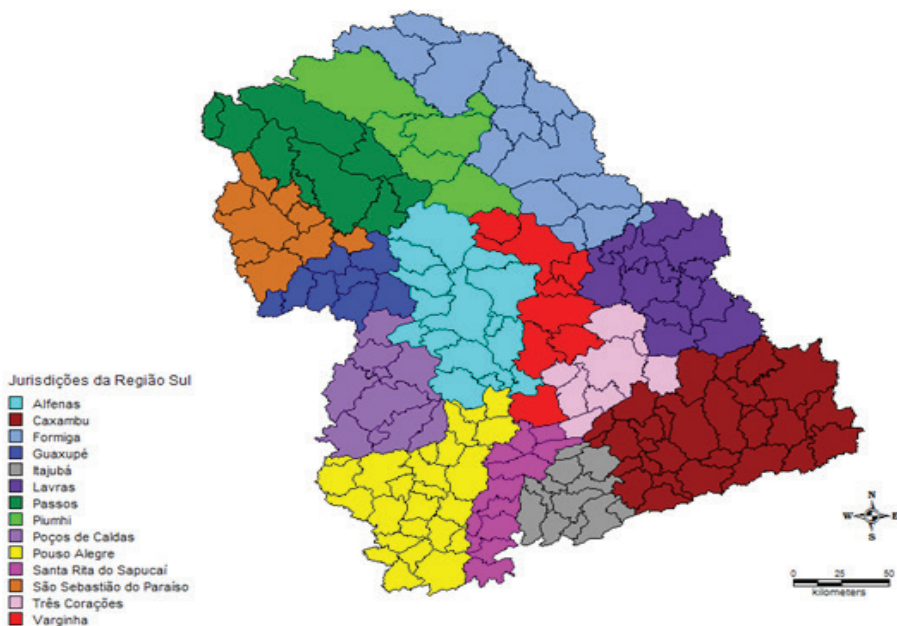 Jurisdições da Região Sul
Alfenas
Caxambu
Formiga
Guaxupé
Itajubá
Lavras
Passos
Piumhi
Poços de Caldas
Pouso Alegre
Santa Rita do Sapucaí
São Sebastião do Paraíso
Três Corações
Varginha
N
W E
S
0 25 50
kilometers